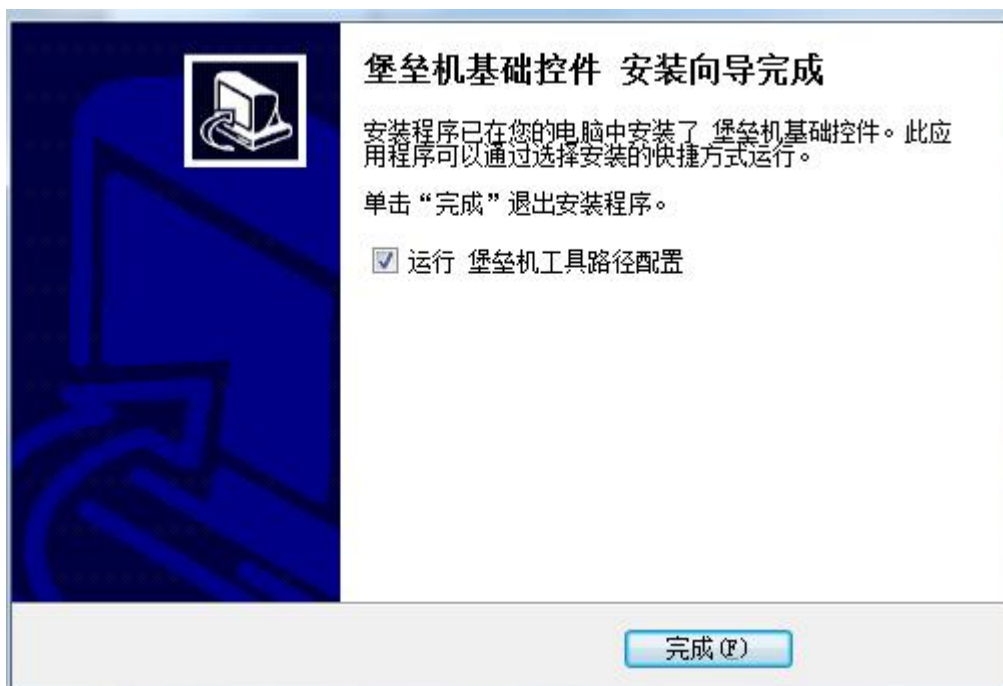 堡垒机基础控件 安装向导完成
安装程序已在您的电脑中安装了 堡垒机基础控件。此应
用程序可以通过选择安装的快捷方式运行。
单击“完成”退出安装程序。
运行 堡垒机工具路径配置
完成(F)